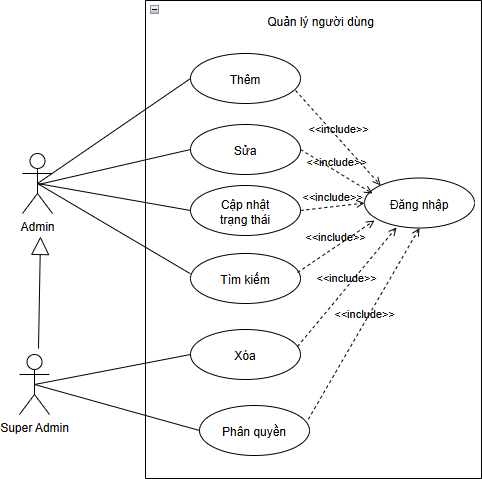 Quản lý người dùng
Thêm
<<include>>
Sửa
<<include>>
Cập nhật
trạng thái
<<include>>
Đăng nhập
Admin
<<include>>
Tìm kiếm
<<include>>
<<include>>
Xóa
Super Admin
Phân quyền